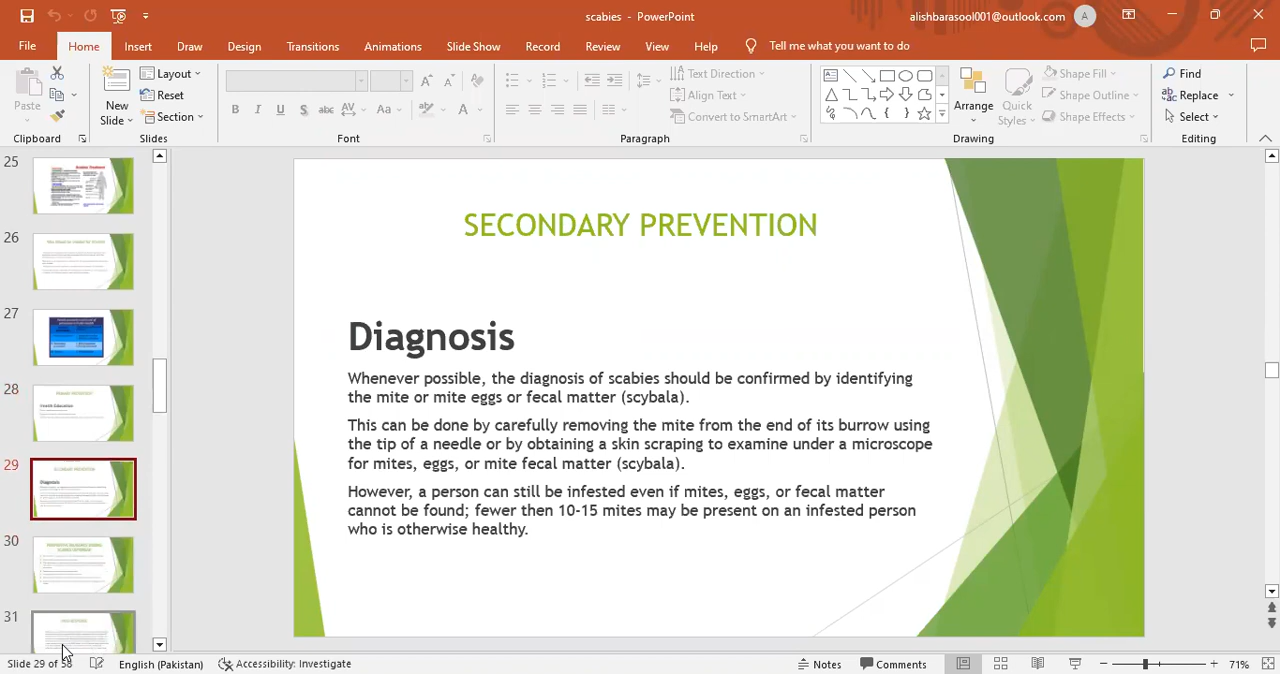 scabies - PowerPoint
alishbarasool001@outlook.com
A
File
Home
Insert
Draw
Design
Transitions
Animations
Slide Show
Record
Review
View
Help
Tell me what you want to do
Paste
New
Slide
Layout
Reset
Section
B
I
U
S
abc
AV
Aa
A
Text Direction
Align Text
Convert to SmartArt
Arrange
Quick
Styles
Shape Fill
Shape Outline
Shape Effects
Find
Replace
Select
Clipboard
Slides
Font
Paragraph
Drawing
Editing
25
26
27
28
29
30
31
SECONDARY PREVENTION
Diagnosis
Whenever possible, the diagnosis of scabies should be confirmed by identifying
the mite or mite eggs or fecal matter (scybala).
This can be done by carefully removing the mite from the end of its burrow using
the tip of a needle or by obtaining a skin scraping to examine under a microscope
for mites, eggs, or mite fecal matter (scybala).
However, a person can still be infested even if mites, eggs, or fecal matter
cannot be found; fewer then 10-15 mites may be present on an infested person
who is otherwise healthy.
Slide 29 of 38
English (Pakistan)
Accessibility: Investigate
Notes
Comments
71%